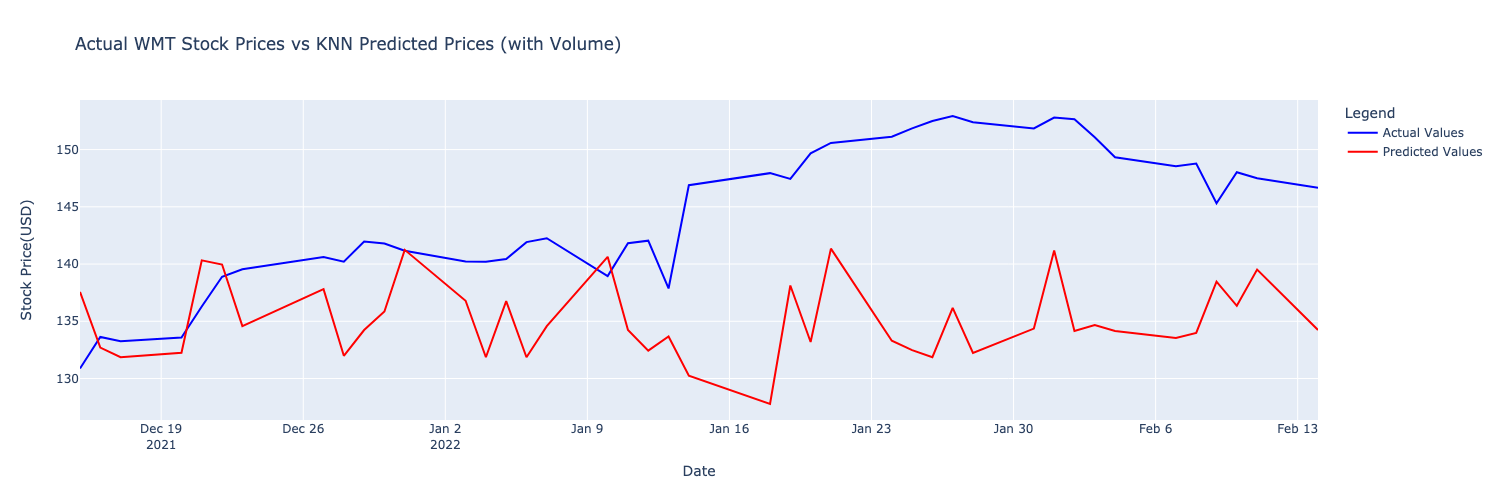 Actual WMT Stock Prices vs KNN Predicted Prices (with Volume)
Legend
Actual Values
Predicted Values
150
145
140
135
130
Stock Price(USD)
Dec 19
2021
Dec 26
Jan 2
2022
Jan 9
Jan 16
Jan 23
Jan 30
Feb 6
Feb 13
Date